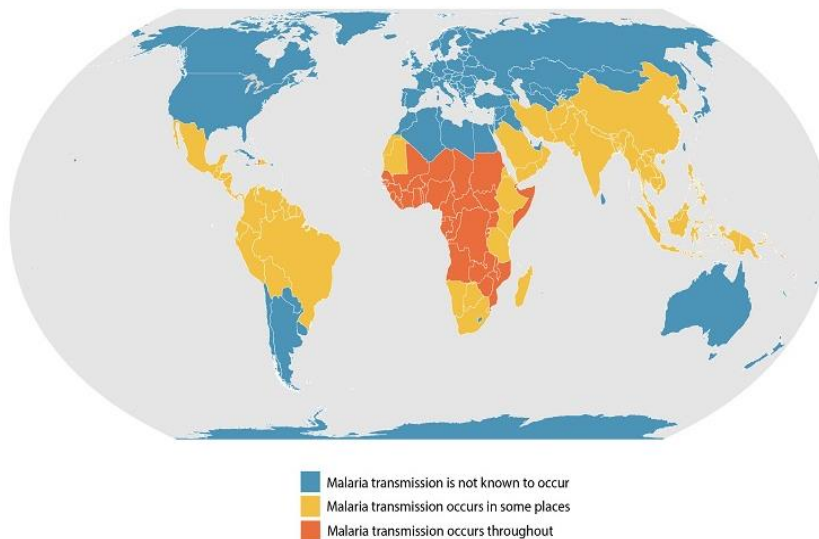 Malaria transmission is not known to occur
Malaria transmission occurs in some places
Malaria transmission occurs throughout